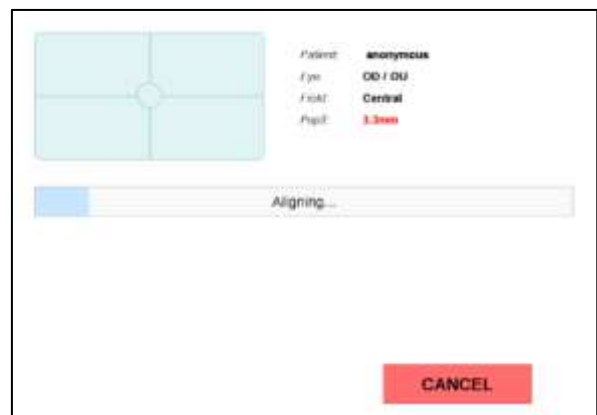 Patient: anonymous
Eye: OD / OU
Field: Central
Pupil: 3.3mm
Aligning...
CANCEL